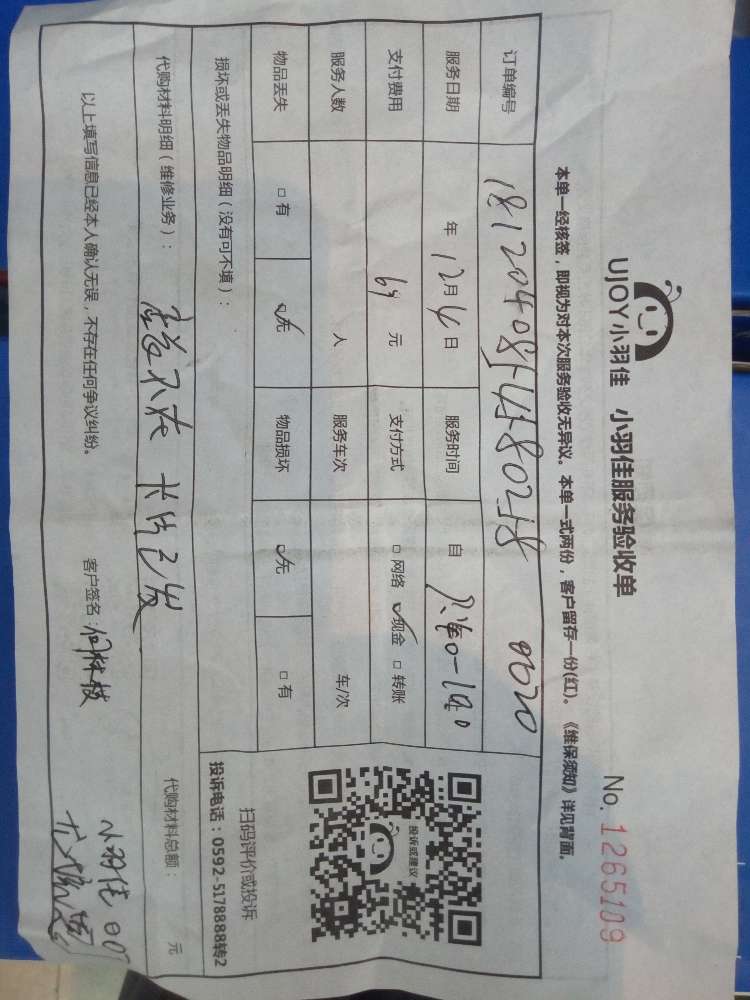 UJOY小羽佳 小羽佳服务验收单
No. 1265109
本单一经核签，即视为对本次服务验收无异议。本单一式两份，客户留存一份(红)。《维保须知》详见背面。
订单编号
服务日期 年 12月 日 服务时间 自
支付费用 元 支付方式 □ 网络 现金 □ 转账
服务人数 人 服务车次 车/次
物品丢失 □ 有 无 物品损坏 无 □ 有
损坏或丢失物品明细（没有可不填）：
投诉或建议
扫码评价或投诉
投诉电话：0592-5178888转2
代购材料明细（维修业务）： 代购材料总额： 元
以上填写信息已经本人确认无误，不存在任何争议纠纷。 客户签名：
小羽佳